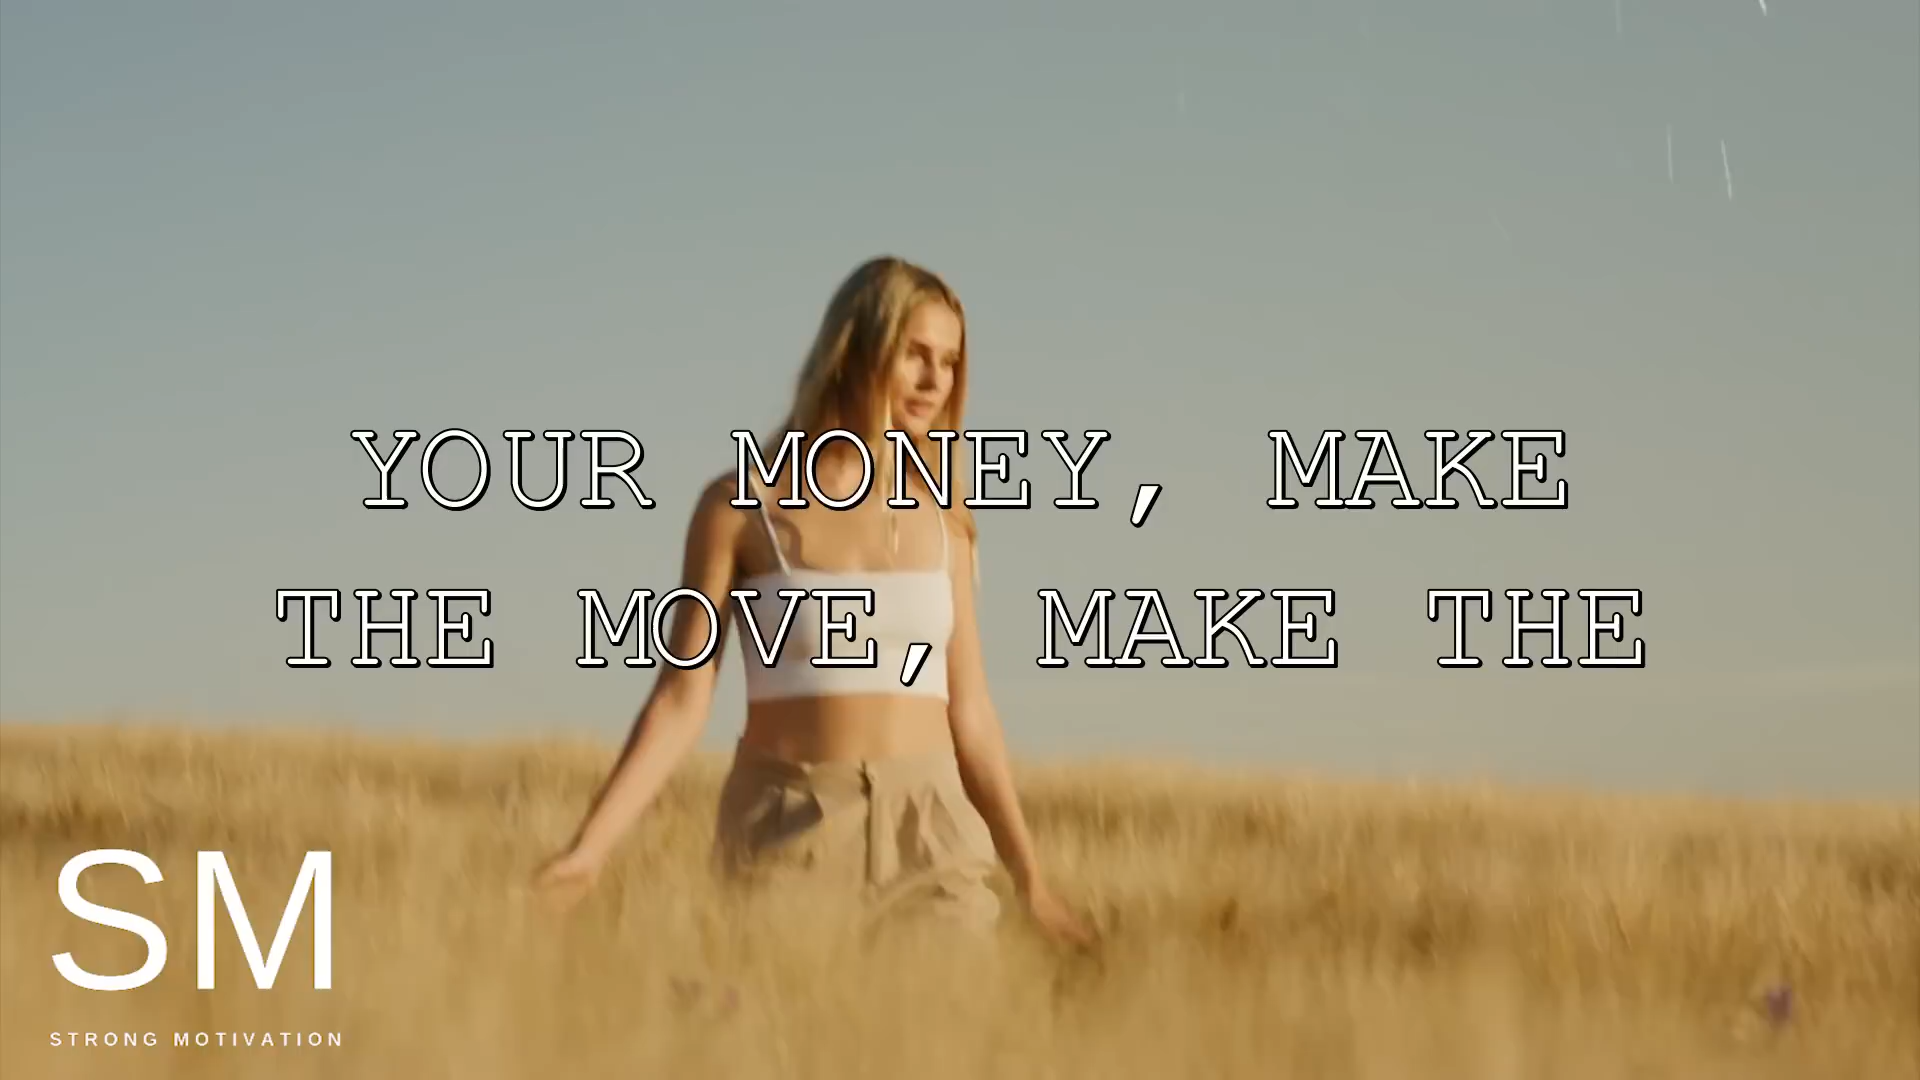 YOUR MONEY, MAKE
THE MOVE, MAKE THE
SM
STRONG MOTIVATION